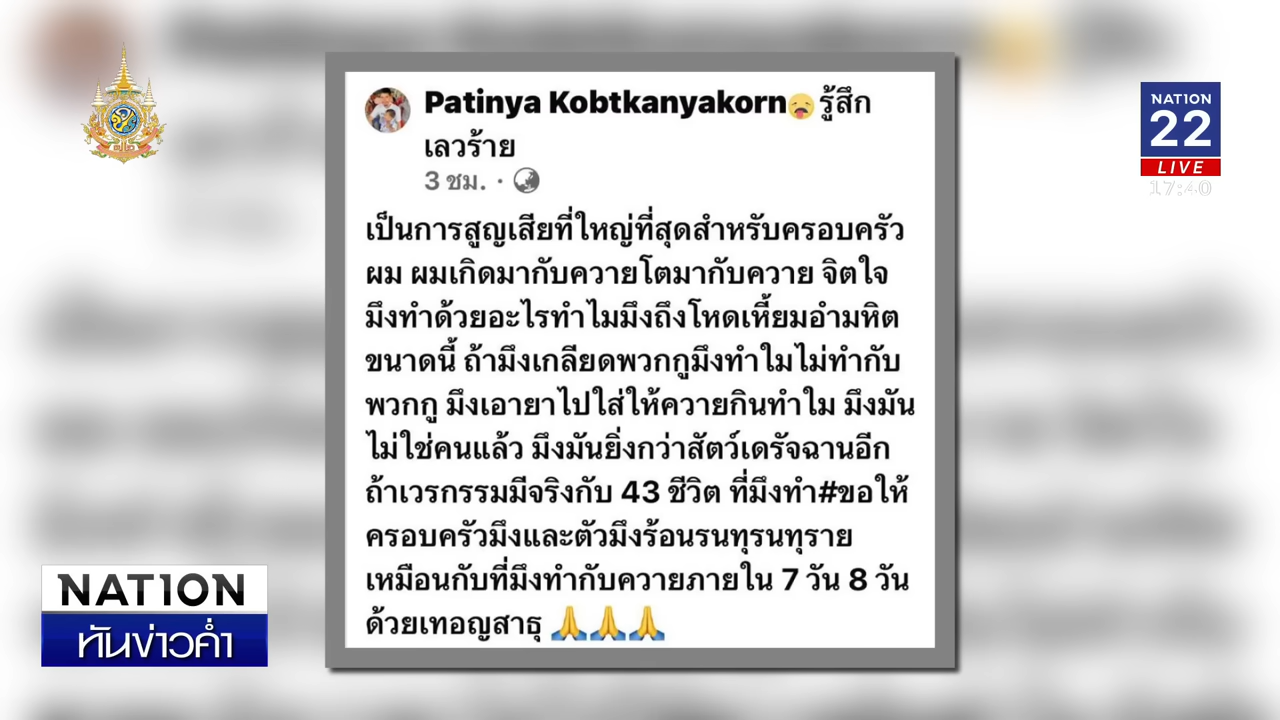 NATION
22
LIVE
17:40
Patinya Kobtkanyakorn รู้สึก
เลวร้าย
3 ชม. ·
เป็นการสูญเสียที่ใหญ่ที่สุดสำหรับครอบครัว
ผม ผมเกิดมากับควายโตมากับควาย จิตใจ
มึงทำด้วยอะไรทำไมมึงถึงโหดเหี้ยมอำมหิต
ขนาดนี้ ถ้ามึงเกลียดพวกกูมึงทำใมไม่ทำกับ
พวกกู มึงเอายาไปใส่ให้ควายกินทำใม มึงมัน
ไม่ใช่คนแล้ว มึงมันยิ่งกว่าสัตว์เดรัจฉานอีก
ถ้าเวรกรรมมีจริงกับ 43 ชีวิต ที่มึงทำ#ขอให้
ครอบครัวมึงและตัวมึงร้อนรนทุรนทุราย
เหมือนกับที่มึงทำกับควายภายใน 7 วัน 8 วัน
ด้วยเทอญสาธุ 🙏🙏🙏
NATION
ทันข่าวค่ำ